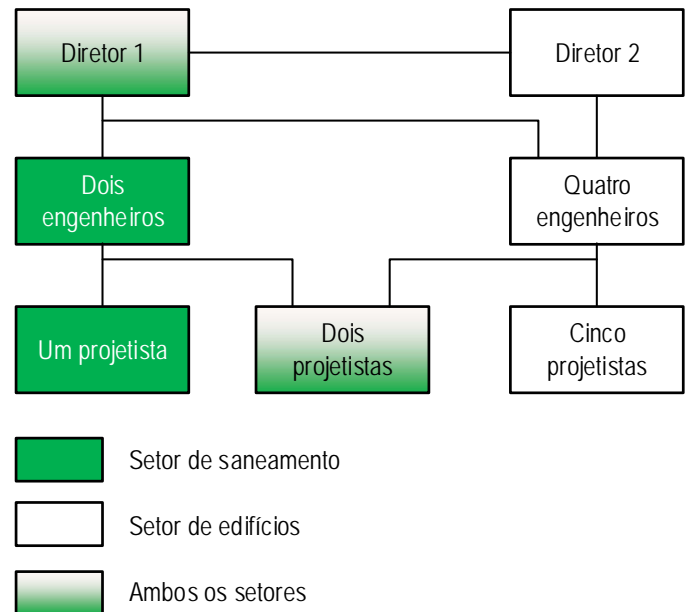 Diretor 1
Diretor 2
Dois
engenheiros
Quatro
engenheiros
Um projetista
Dois
projetistas
Cinco
projetistas
Setor de saneamento
Setor de edifícios
Ambos os setores